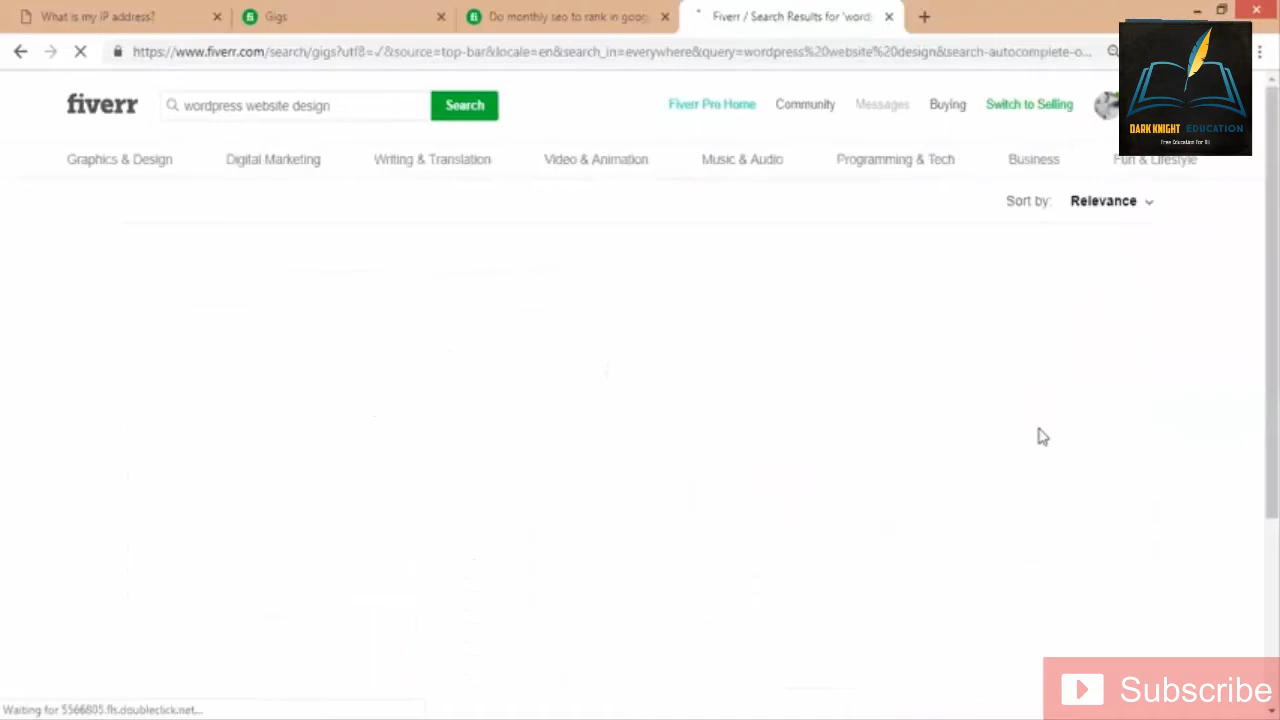 What is my IP address?
Gigs
Do monthly seo to rank in goog
Fiverr / Search Results for 'word
https://www.fiverr.com/search/gigs?utf8=√&source=top-bar&locale=en&search_in=everywhere&query=wordpress%20website%20design&search-autocomplete-o...
fiverr
wordpress website design
Search
Fiverr Pro Home
Community
Messages
Buying
Switch to Selling
DARK KNIGHT EDUCATION
Free Education For All
Graphics & Design
Digital Marketing
Writing & Translation
Video & Animation
Music & Audio
Programming & Tech
Business
Fun & Lifestyle
Sort by: Relevance
Subscribe
Waiting for 5566805.fls.doubleclick.net...